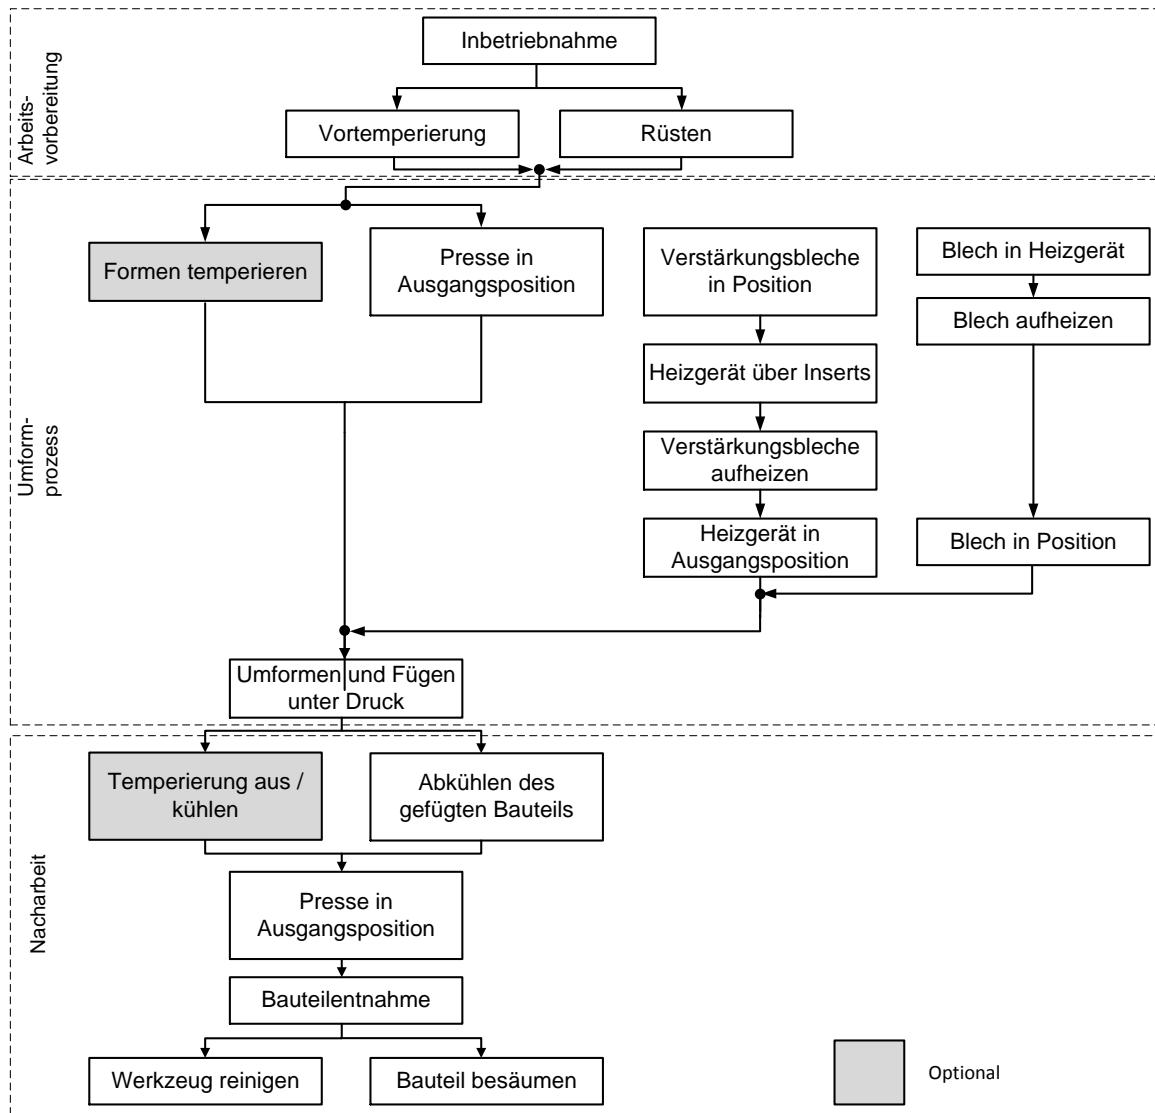 Arbeits-
vorbereitung
Inbetriebnahme
Vortemperierung
Rüsten
Umform-
prozess
Formen temperieren
Presse in
Ausgangsposition
Verstärkungsbleche
in Position
Heizgerät über Inserts
Verstärkungsbleche
aufheizen
Heizgerät in
Ausgangsposition
Blech in Heizgerät
Blech aufheizen
Blech in Position
Umformen und Fügen
unter Druck
Nacharbeit
Temperierung aus /
kühlen
Abkühlen des
gefügten Bauteils
Presse in
Ausgangsposition
Bauteilentnahme
Werkzeug reinigen
Bauteil besäumen
Optional